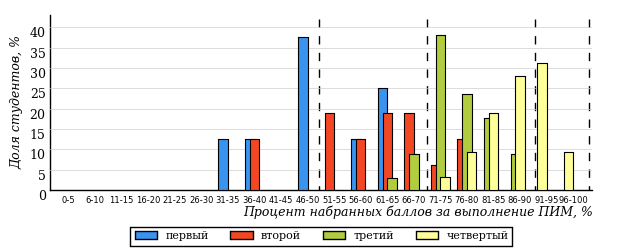 Доля студентов, %
40
35
30
25
20
15
10
5
0
0-5 6-10 11-15 16-20 21-25 26-30 31-35 36-40 41-45 46-50 51-55 56-60 61-65 66-70 71-75 76-80 81-85 86-90 91-95 96-100
Процент набранных баллов за выполнение ПИМ, %
первый второй третий четвертый